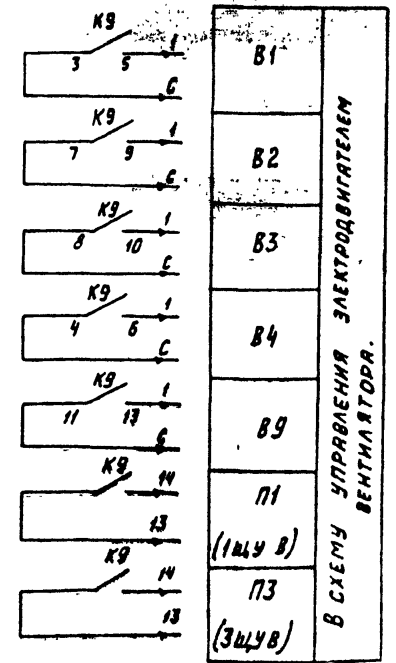 К9
3 5 1
С
В1
К9
7 9 1
С
В2
К9
8 10 1
С
В3
К9
4 6 1
С
В4
К9
11 13 1
С
В9
К9
14
13
П1
(1ЩУ В)
К9
14
13
П3
(3ЩУВ)
В СХЕМУ УПРАВЛЕНИЯ ЭЛЕКТРОДВИГАТЕЛЕМ
ВЕНТИЛЯТОРА.